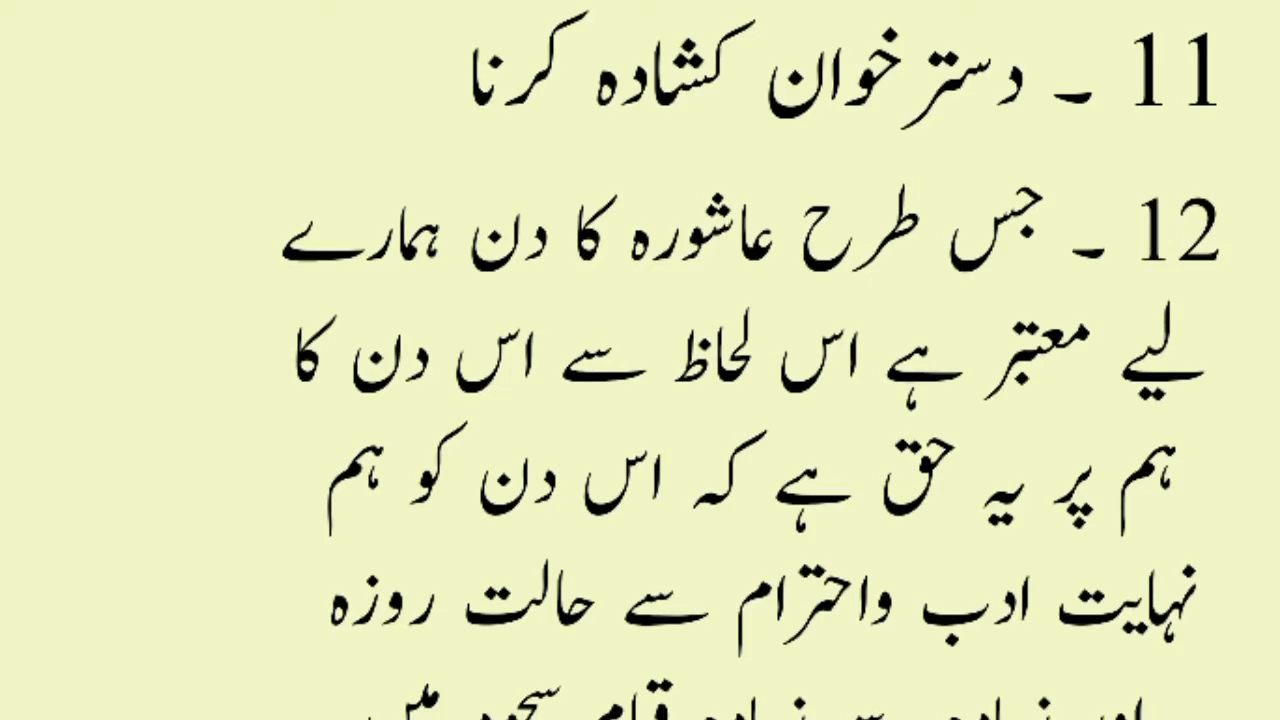 11 ۔ دسترخوان کشادہ کرنا
12 ۔ جس طرح عاشورہ کا دن ہمارے
لیے معتبر ہے اس لحاظ سے اس دن کا
ہم پر یہ حق ہے کہ اس دن کو ہم
نہایت ادب واحترام سے حالت روزہ